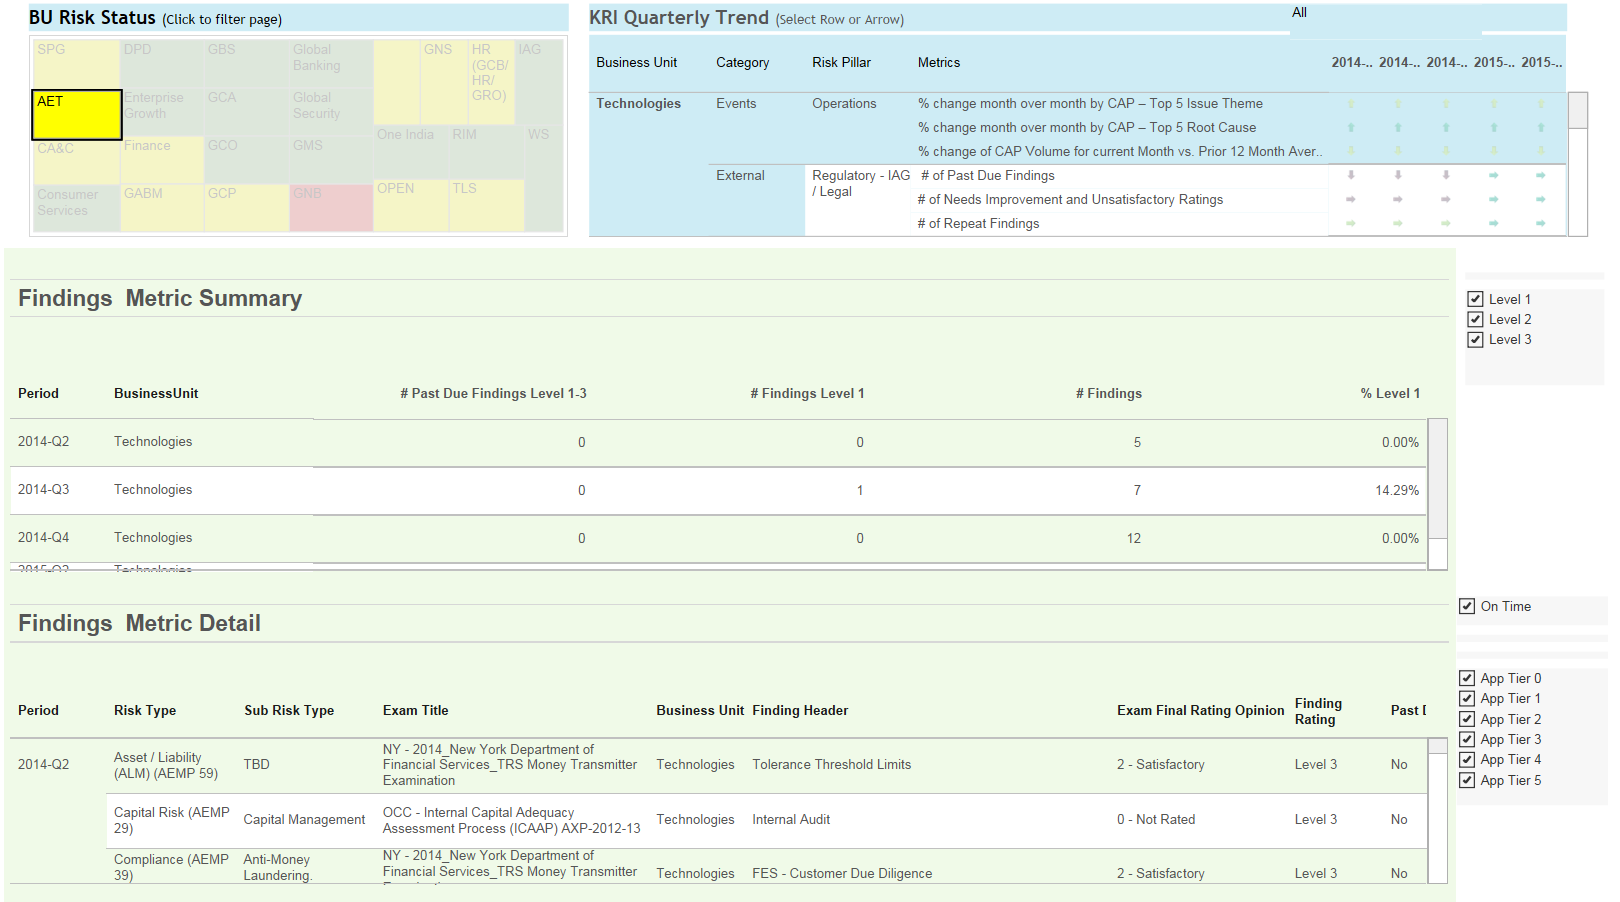 BU Risk Status (Click to filter page)
SPG
DPD
GBS
Global Banking
GNS
HR (GCB/ HR/ GRO)
IAG
AET
Enterprise Growth
GCA
Global Security
One India
RIM
WS
CA&C
Finance
GCO
GMS
Consumer Services
GABM
GCP
GNB
OPEN
TLS
KRI Quarterly Trend (Select Row or Arrow)
All
Business Unit Category Risk Pillar Metrics 2014-.. 2014-.. 2014-.. 2015-.. 2015-..
Technologies Events Operations % change month over month by CAP – Top 5 Issue Theme
% change month over month by CAP – Top 5 Root Cause
% change of CAP Volume for current Month vs. Prior 12 Month Aver..
External Regulatory - IAG / Legal # of Past Due Findings
# of Needs Improvement and Unsatisfactory Ratings
# of Repeat Findings
Findings Metric Summary
Level 1
Level 2
Level 3
Period BusinessUnit # Past Due Findings Level 1-3 # Findings Level 1 # Findings % Level 1
2014-Q2 Technologies 0 0 5 0.00%
2014-Q3 Technologies 0 1 7 14.29%
2014-Q4 Technologies 0 0 12 0.00%
Technologies
Findings Metric Detail
On Time
App Tier 0
App Tier 1
App Tier 2
App Tier 3
App Tier 4
App Tier 5
Period Risk Type Sub Risk Type Exam Title Business Unit Finding Header Exam Final Rating Opinion Finding Rating Past
2014-Q2 Asset / Liability (ALM) (AEMP 59) TBD NY - 2014_New York Department of Financial Services_TRS Money Transmitter Examination Technologies Tolerance Threshold Limits 2 - Satisfactory Level 3 No
Capital Risk (AEMP 29) Capital Management OCC - Internal Capital Adequacy Assessment Process (ICAAP) AXP-2012-13 Technologies Internal Audit 0 - Not Rated Level 3 No
Compliance (AEMP 39) Anti-Money Laundering. NY - 2014_New York Department of Financial Services_TRS Money Transmitter Technologies FES - Customer Due Diligence 2 - Satisfactory Level 3 No